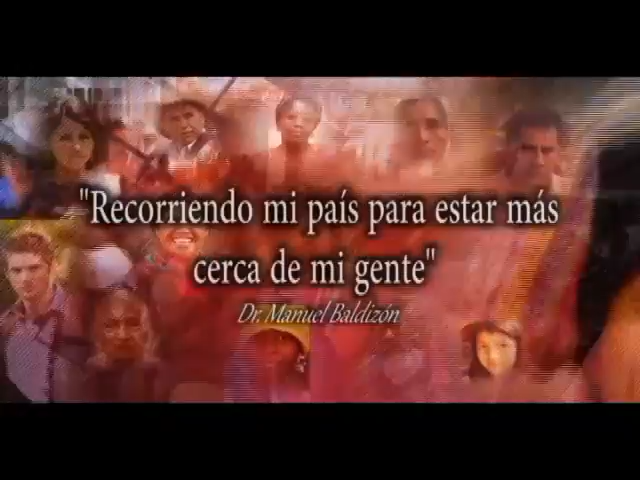 "Recorriendo mi país para estar más
cerca de mi gente"
Dr. Manuel Baldizón